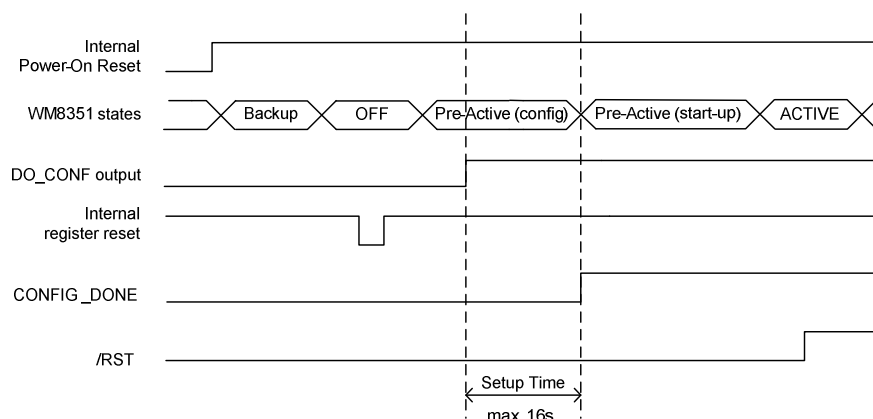 Internal
Power-On Reset
WM8351 states
Backup
OFF
Pre-Active (config)
Pre-Active (start-up)
ACTIVE
DO_CONF output
Internal
register reset
CONFIG_DONE
/RST
Setup Time
max 16s